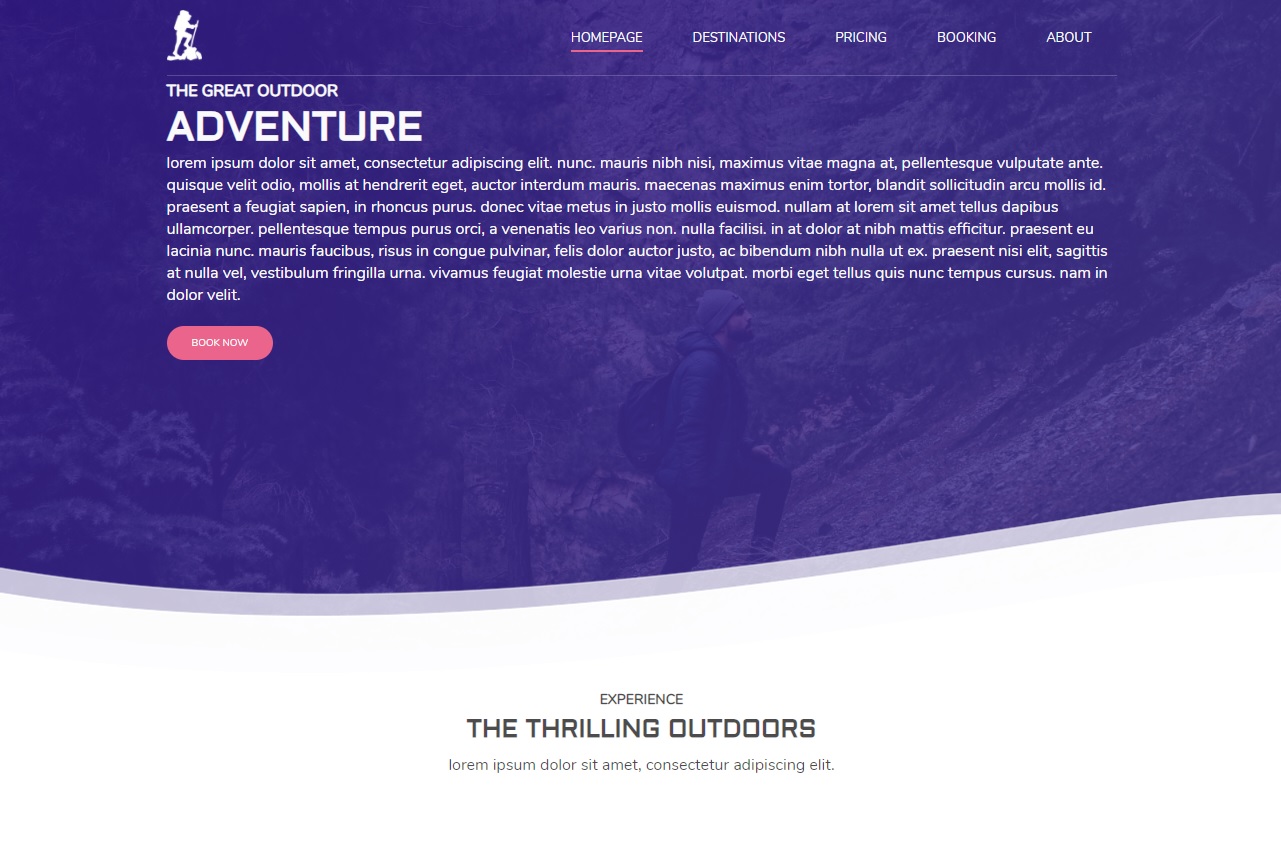 HOMEPAGE DESTINATIONS PRICING BOOKING ABOUT
THE GREAT OUTDOOR
ADVENTURE
lorem ipsum dolor sit amet, consectetur adipiscing elit. nunc. mauris nibh nisi, maximus vitae magna at, pellentesque vulputate ante.
quisque velit odio, mollis at hendrerit eget, auctor interdum mauris. maecenas maximus enim tortor, blandit sollicitudin arcu mollis id.
praesent a feugiat sapien, in rhoncus purus. donec vitae metus in justo mollis euismod. nullam at lorem sit amet tellus dapibus
ullamcorper. pellentesque tempus purus orci, a venenatis leo varius non. nulla facilisi. in at dolor at nibh mattis efficitur. praesent eu
lacinia nunc. mauris faucibus, risus in congue pulvinar, felis dolor auctor justo, ac bibendum nibh nulla ut ex. praesent nisi elit, sagittis
at nulla vel, vestibulum fringilla urna. vivamus feugiat molestie urna vitae volutpat. morbi eget tellus quis nunc tempus cursus. nam in
dolor velit.
BOOK NOW
EXPERIENCE
THE THRILLING OUTDOORS
lorem ipsum dolor sit amet, consectetur adipiscing elit.